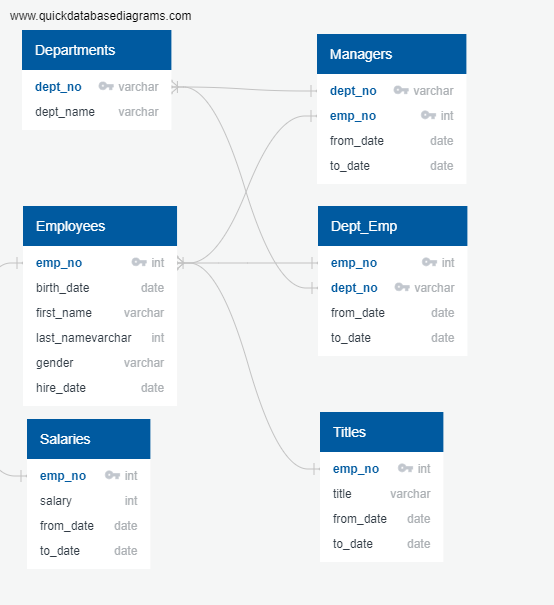 www.quickdatabasediagrams.com
Departments
dept_no varchar
dept_name varchar
Managers
dept_no varchar
emp_no int
from_date date
to_date date
Employees
emp_no int
birth_date date
first_name varchar
last_namevarchar int
gender varchar
hire_date date
Dept_Emp
emp_no int
dept_no varchar
from_date date
to_date date
Salaries
emp_no int
salary int
from_date date
to_date date
Titles
emp_no int
title varchar
from_date date
to_date date